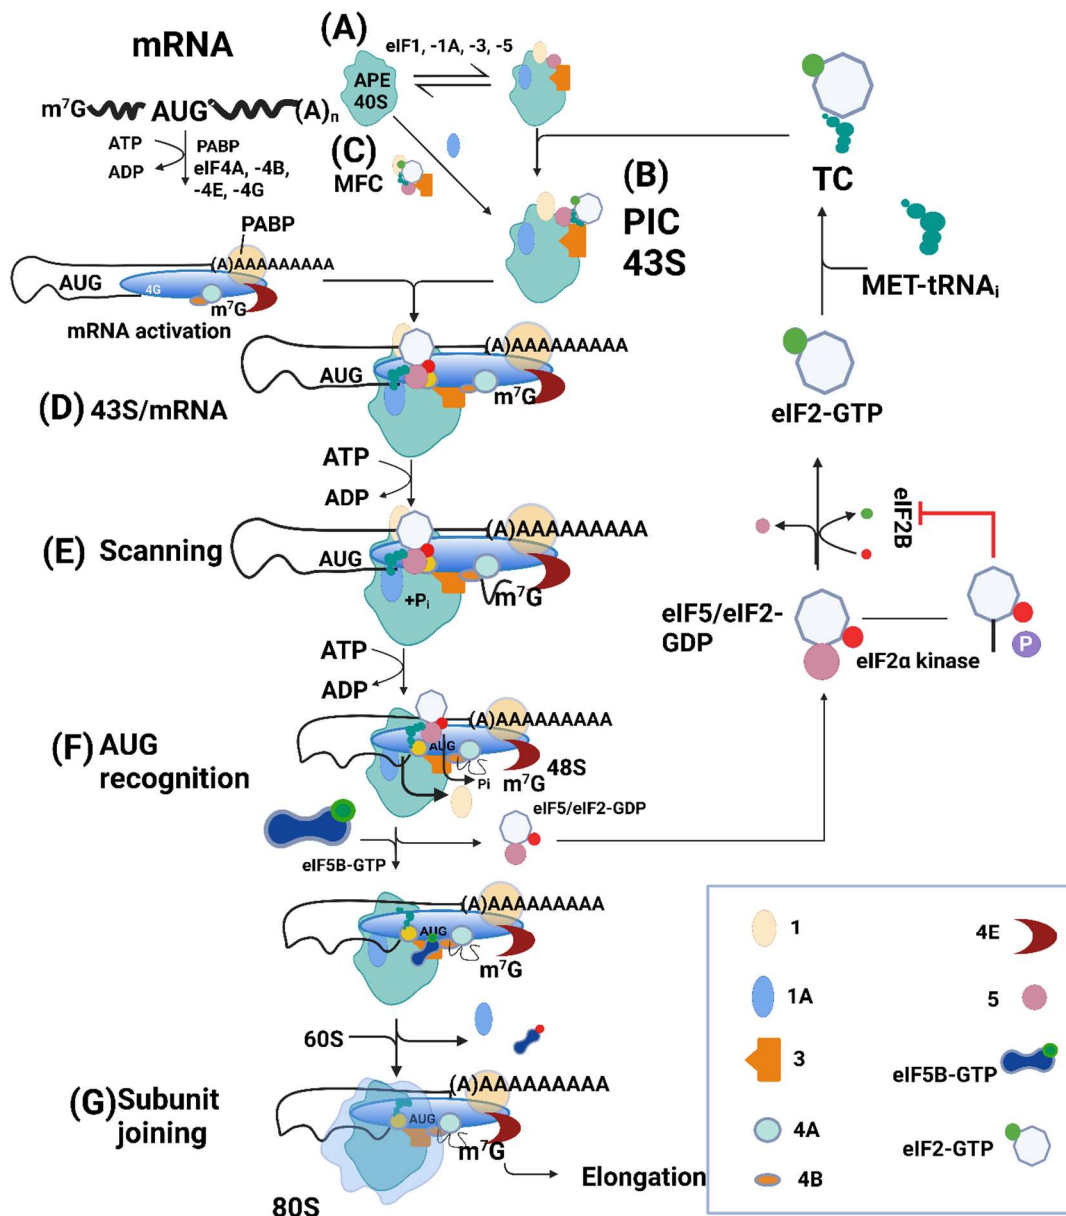 mRNA
m⁷G AUG (A)n
ATP
ADP
PABP
eIF4A, -4B,
-4E, -4G
(A)
APE
40S
eIF1, -1A, -3, -5
(C)
MFC
(B)
PIC
43S
TC
MET-tRNAi
eIF2-GTP
PABP
(A)AAAAAAAAA
AUG
4G
m⁷G
mRNA activation
(A)AAAAAAAAA
AUG
m⁷G
(D) 43S/mRNA
ATP
ADP
(A)AAAAAAAAA
(E) Scanning
AUG
m⁷G
+Pi
eIF2B
eIF5/eIF2-
GDP
eIF2α kinase
P
ATP
ADP
(A)AAAAAAAAA
(F) AUG
recognition
AUG
48S
Pi
m⁷G
eIF5/eIF2-GDP
eIF5B-GTP
(A)AAAAAAAAA
AUG
m⁷G
60S
(G) Subunit
joining
(A)AAAAAAAAA
AUG
m⁷G
80S
Elongation
1
1A
3
4A
4B
4E
5
eIF5B-GTP
eIF2-GTP